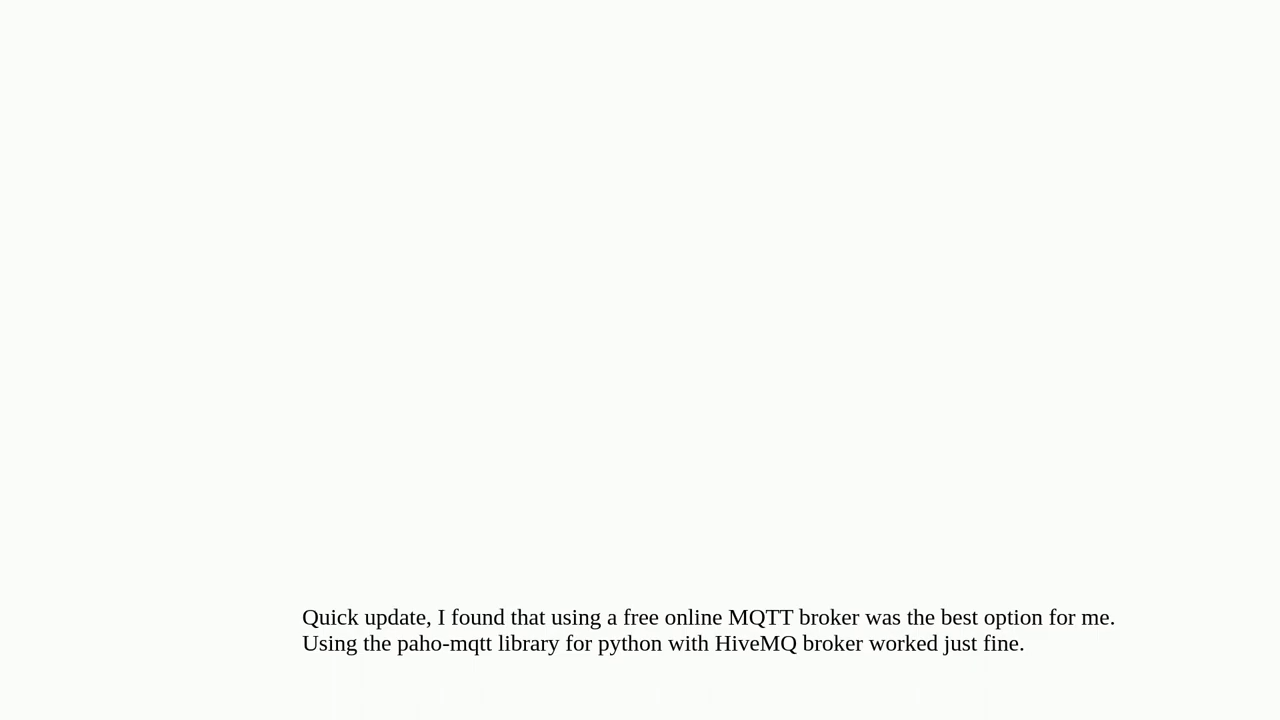 Quick update, I found that using a free online MQTT broker was the best option for me.
Using the paho-mqtt library for python with HiveMQ broker worked just fine.